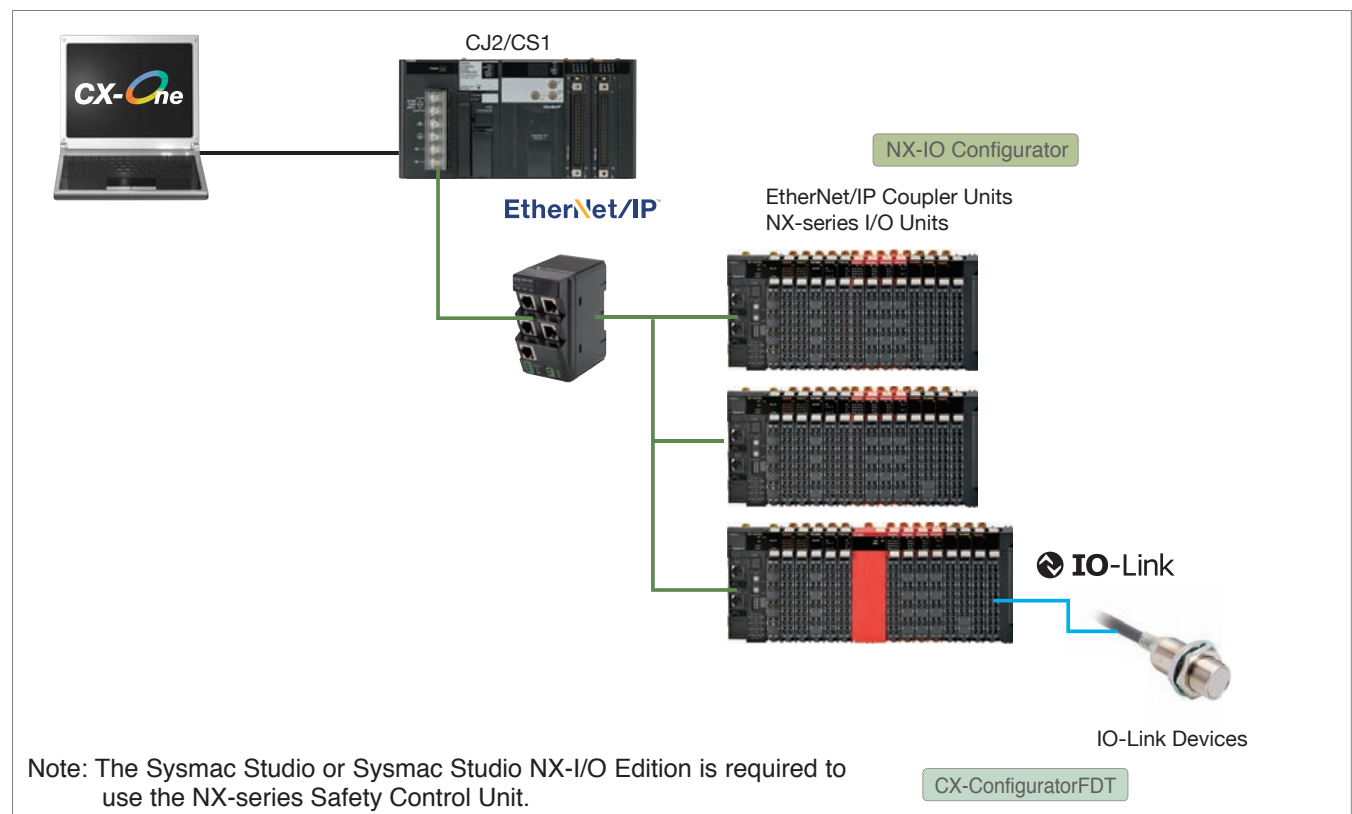 CX-One
CJ2/CS1
EtherNet/IP™
NX-IO Configurator
EtherNet/IP Coupler Units
NX-series I/O Units
IO-Link
IO-Link Devices
Note: The Sysmac Studio or Sysmac Studio NX-I/O Edition is required to
use the NX-series Safety Control Unit.
CX-ConfiguratorFDT